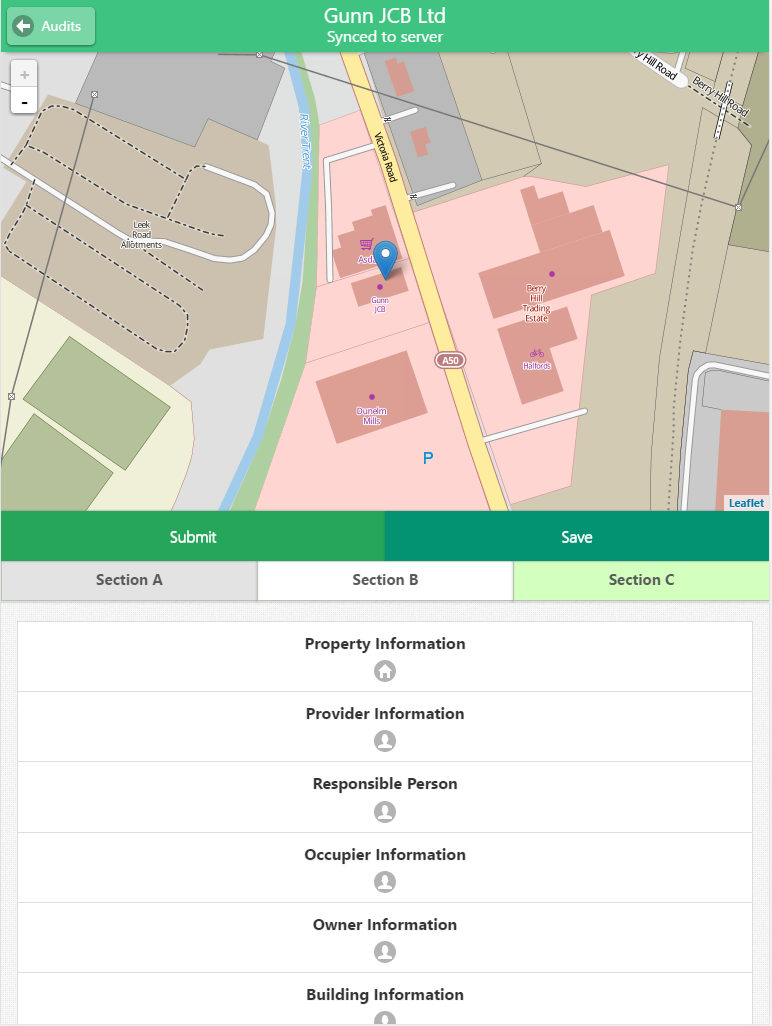 Gunn JCB Ltd
Audits
Synced to server
+
-
Hill Road
Berry Hill Road
River Trent
Victoria Road
Leek
Road
Allotments
Asda
Gunn
JCB
Berry
Hill
Trading
Estate
Halfords
A50
Dunelm
Mills
P
Leaflet
Submit
Save
Section A
Section B
Section C
Property Information
Provider Information
Responsible Person
Occupier Information
Owner Information
Building Information